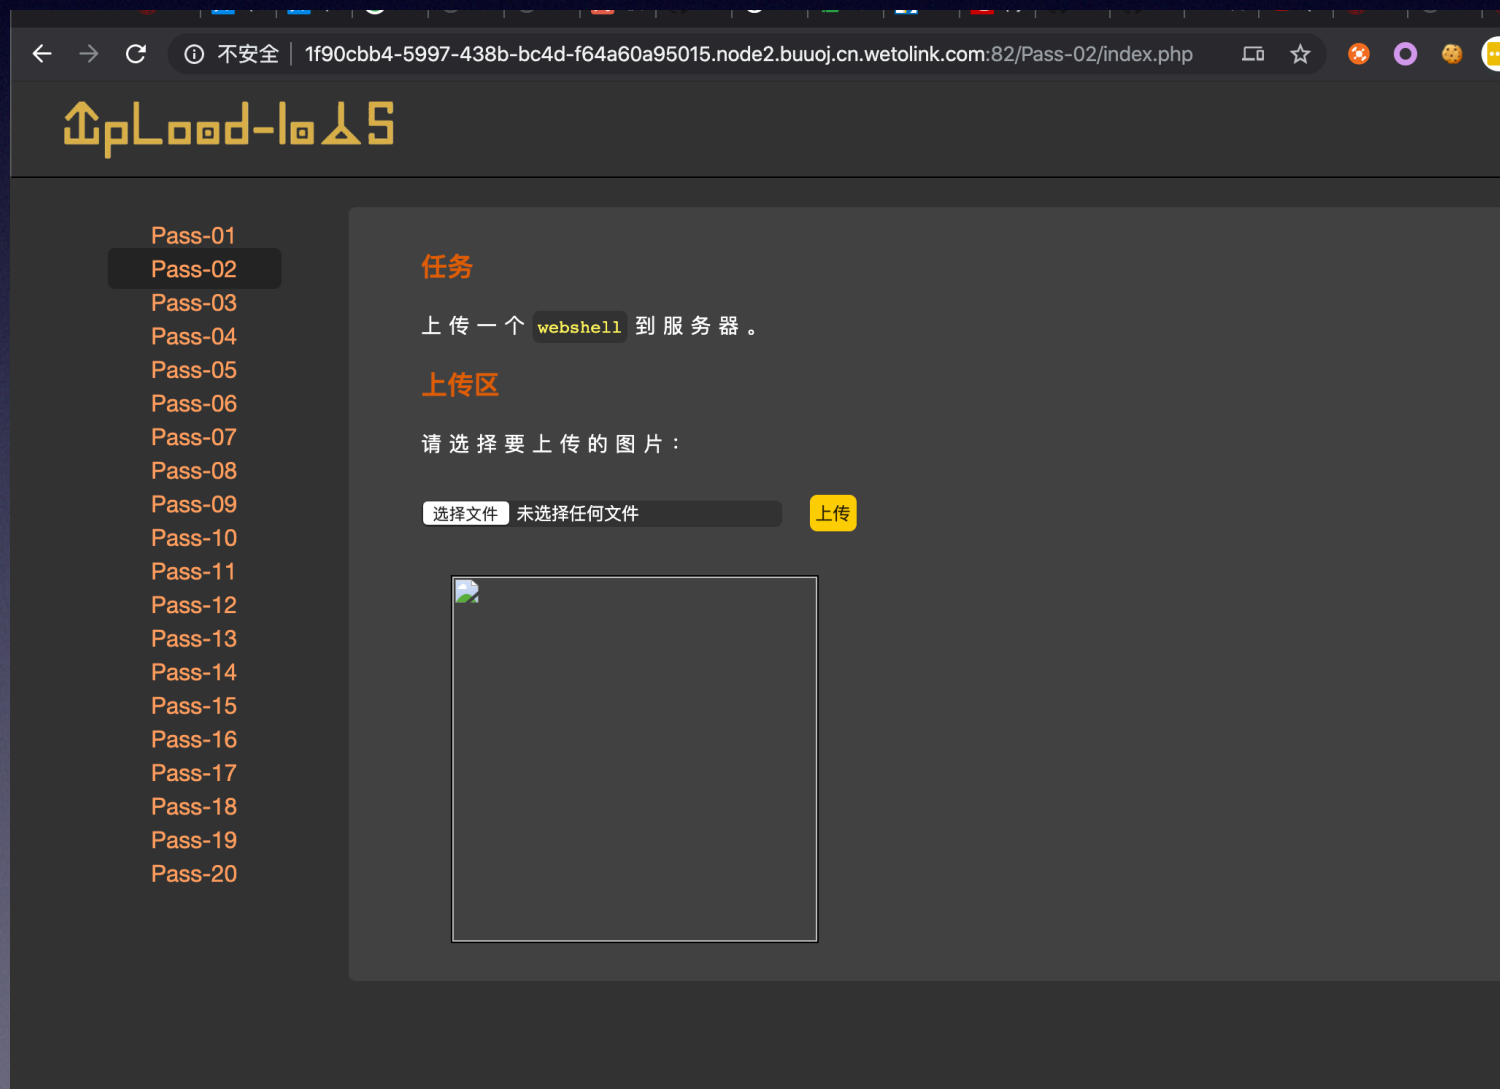 不安全 1f90cbb4-5997-438b-bc4d-f64a60a95015.node2.buuoj.cn.wetolink.com:82/Pass-02/index.php
UpLoad-labs
Pass-01
Pass-02
Pass-03
Pass-04
Pass-05
Pass-06
Pass-07
Pass-08
Pass-09
Pass-10
Pass-11
Pass-12
Pass-13
Pass-14
Pass-15
Pass-16
Pass-17
Pass-18
Pass-19
Pass-20
任务
上传一个 webshell 到服务器。
上传区
请选择要上传的图片：
选择文件 未选择任何文件 上传